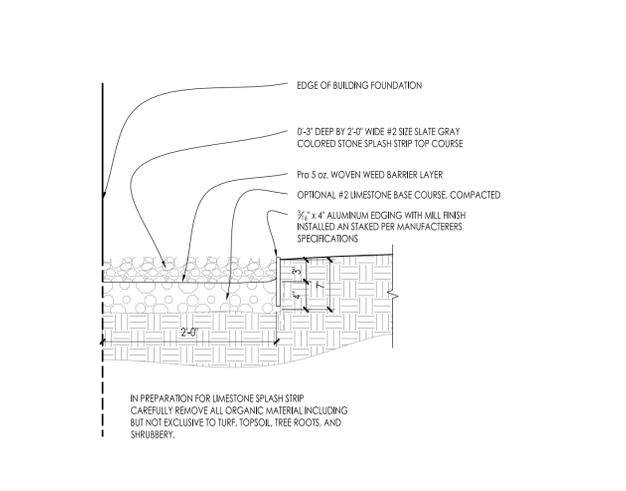 EDGE OF BUILDING FOUNDATION
0'-3" DEEP BY 2'-0" WIDE #2 SIZE SLATE GRAY
COLORED STONE SPLASH STRIP TOP COURSE
Pro 5 oz. WOVEN WEED BARRIER LAYER
OPTIONAL #2 LIMESTONE BASE COURSE, COMPACTED
3/16" x 4" ALUMINUM EDGING WITH MILL FINISH
INSTALLED AN STAKED PER MANUFACTERERS
SPECIFICATIONS
3"
7"
4"
2'-0"
IN PREPARATION FOR LIMESTONE SPLASH STRIP
CAREFULLY REMOVE ALL ORGANIC MATERIAL INCLUDING
BUT NOT EXCLUSIVE TO TURF, TOPSOIL, TREE ROOTS, AND
SHRUBBERY.